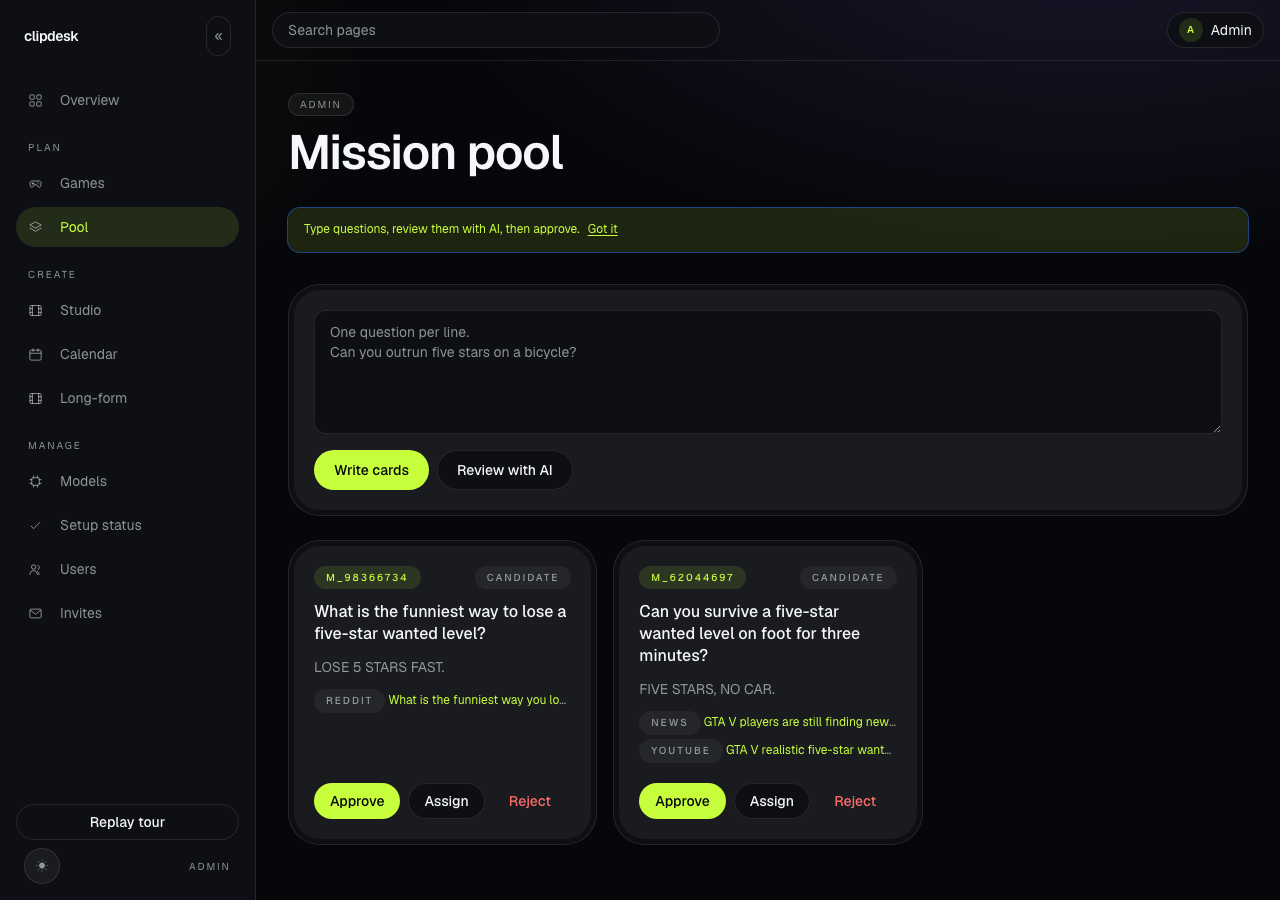 clipdesk
«
Search pages
A
Admin
Overview
PLAN
Games
Pool
CREATE
Studio
Calendar
Long-form
MANAGE
Models
Setup status
Users
Invites
Replay tour
ADMIN
ADMIN
Mission pool
Type questions, review them with AI, then approve. Got it
One question per line.
Can you outrun five stars on a bicycle?
Write cards
Review with AI
M_98366734
CANDIDATE
What is the funniest way to lose a
five-star wanted level?
LOSE 5 STARS FAST.
REDDIT What is the funniest way you lo…
Approve
Assign
Reject
M_62044697
CANDIDATE
Can you survive a five-star
wanted level on foot for three
minutes?
FIVE STARS, NO CAR.
NEWS GTA V players are still finding new…
YOUTUBE GTA V realistic five-star want…
Approve
Assign
Reject